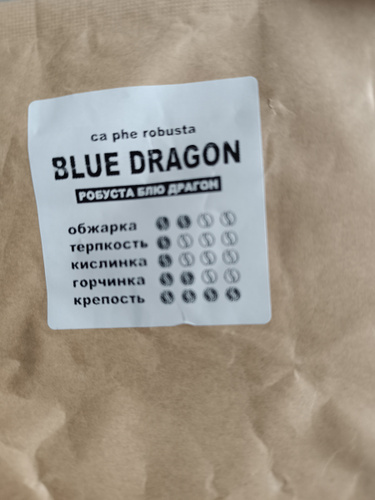 ca phe robusta
BLUE DRAGON
РОБУСТА БЛЮ ДРАГОН
обжарка
терпкость
кислинка
горчинка
крепость